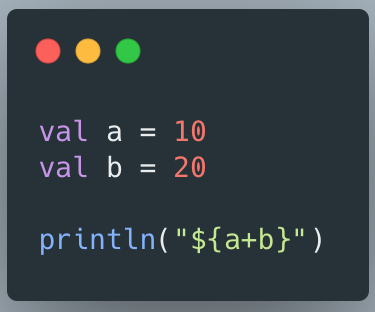 val a = 10
val b = 20
println("${a+b}")